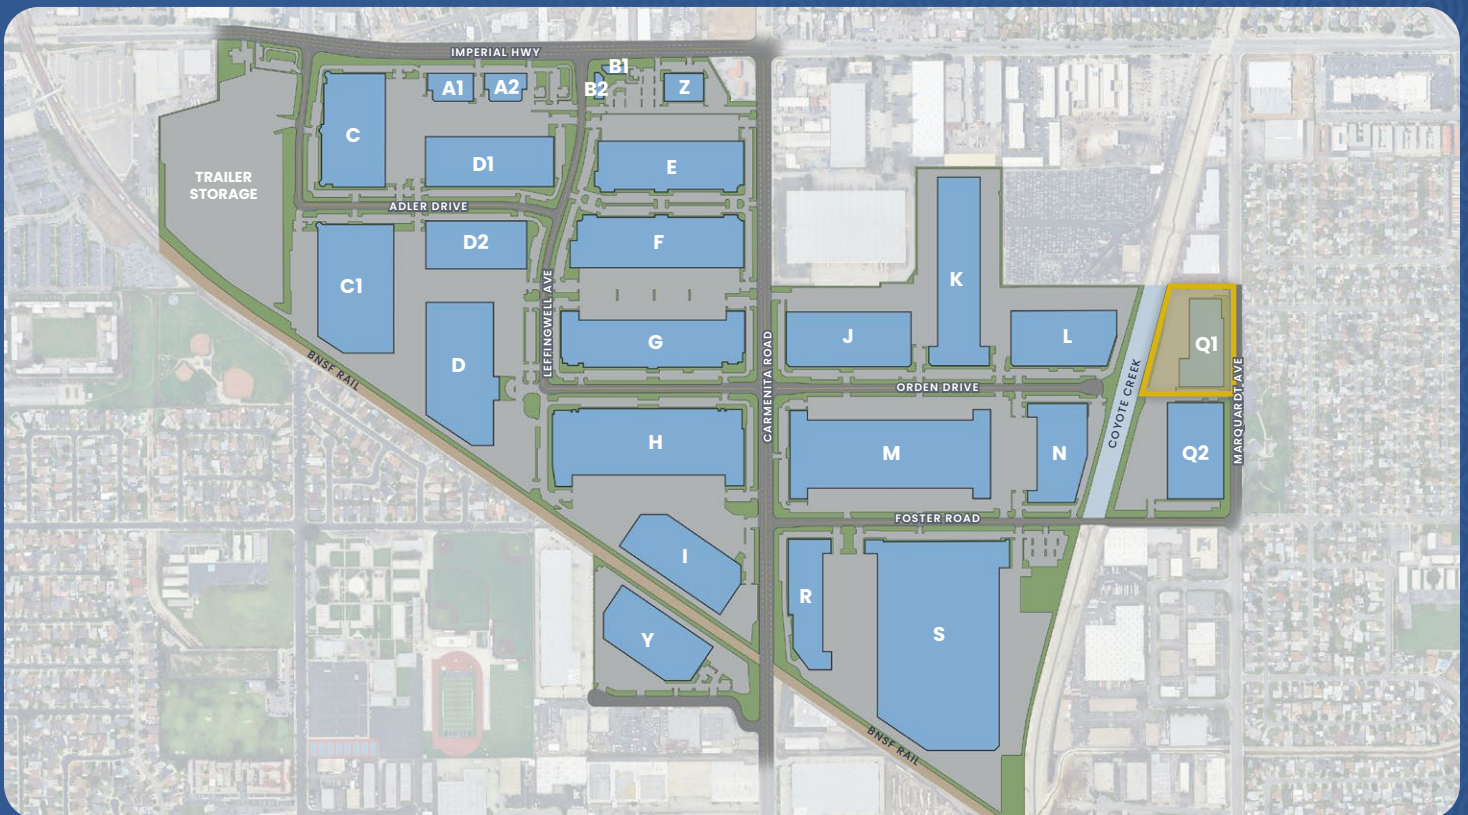 IMPERIAL HWY
B1
A1
A2
B2
Z
C
D1
E
TRAILER
STORAGE
ADLER DRIVE
D2
F
K
C1
LEFFINGWELL AVE
J
L
G
Q1
D
BNSF RAIL
CARMENITA ROAD
ORDEN DRIVE
COYOTE CREEK
MARQUARDT AVE
H
M
N
Q2
FOSTER ROAD
I
R
Y
S
BNSF RAIL